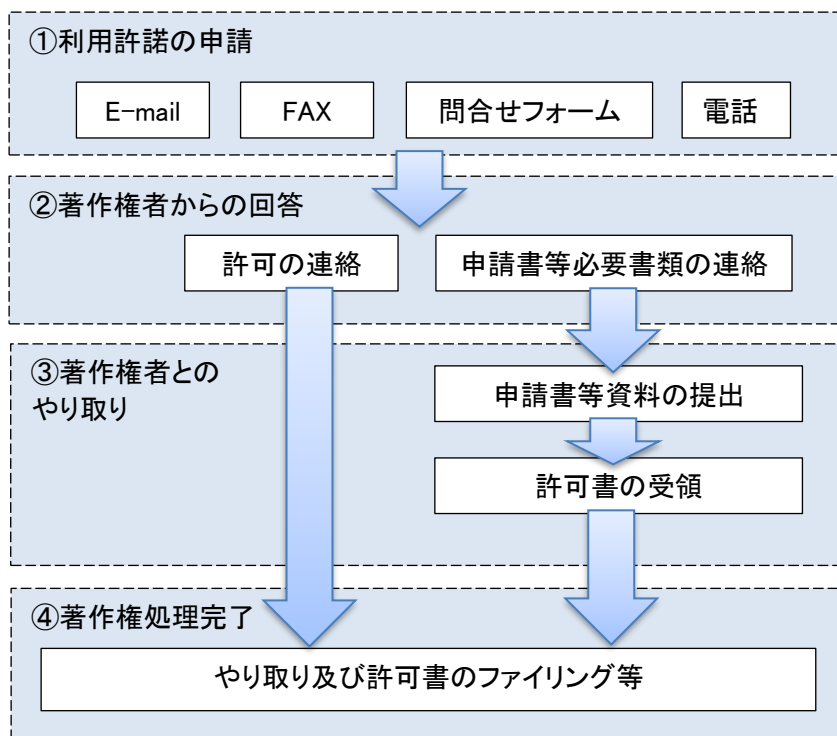 ①利用許諾の申請
E-mail
FAX
問合せフォーム
電話
②著作権者からの回答
許可の連絡
申請書等必要書類の連絡
③著作権者との
やり取り
申請書等資料の提出
許可書の受領
④著作権処理完了
やり取り及び許可書のファイリング等